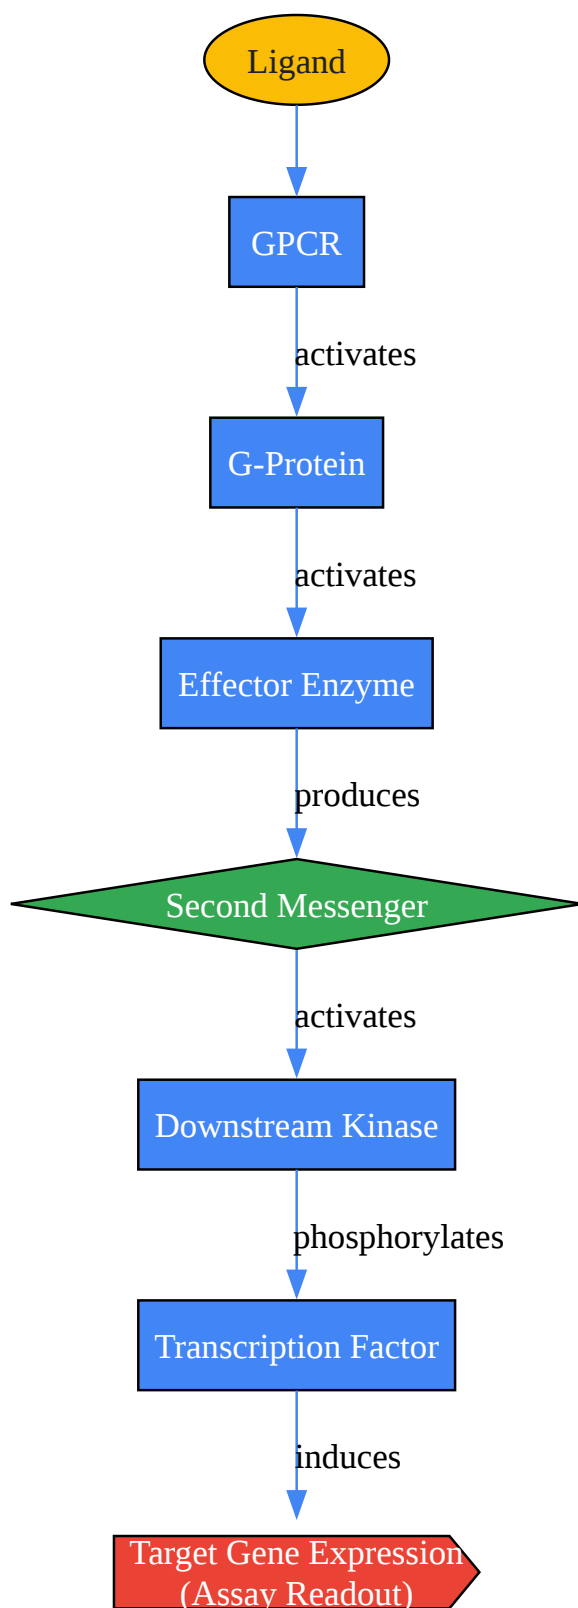 Ligand
GPCR
activates
G-Protein
activates
Effector Enzyme
produces
Second Messenger
activates
Downstream Kinase
phosphorylates
Transcription Factor
induces
Target Gene Expression
(Assay Readout)